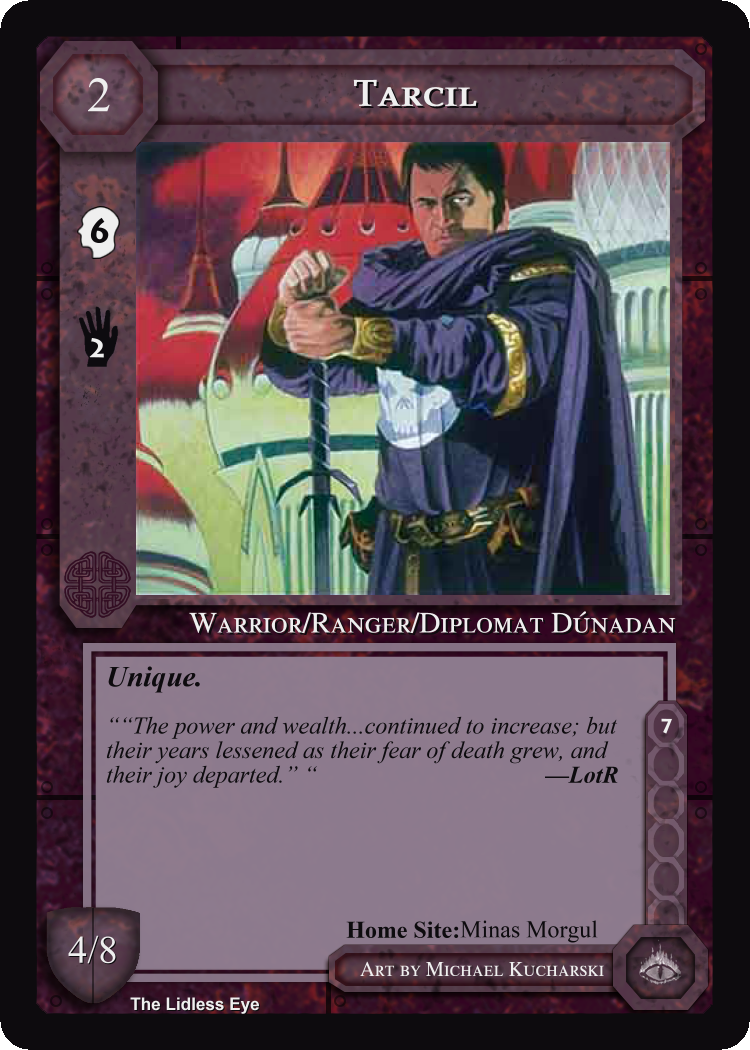 2
Tarcil
6
2
Warrior/Ranger/Diplomat Dúnadan
Unique.
““The power and wealth...continued to increase; but
their years lessened as their fear of death grew, and
their joy departed.” “ —LotR
7
Home Site:Minas Morgul
4/8
Art by Michael Kucharski
The Lidless Eye